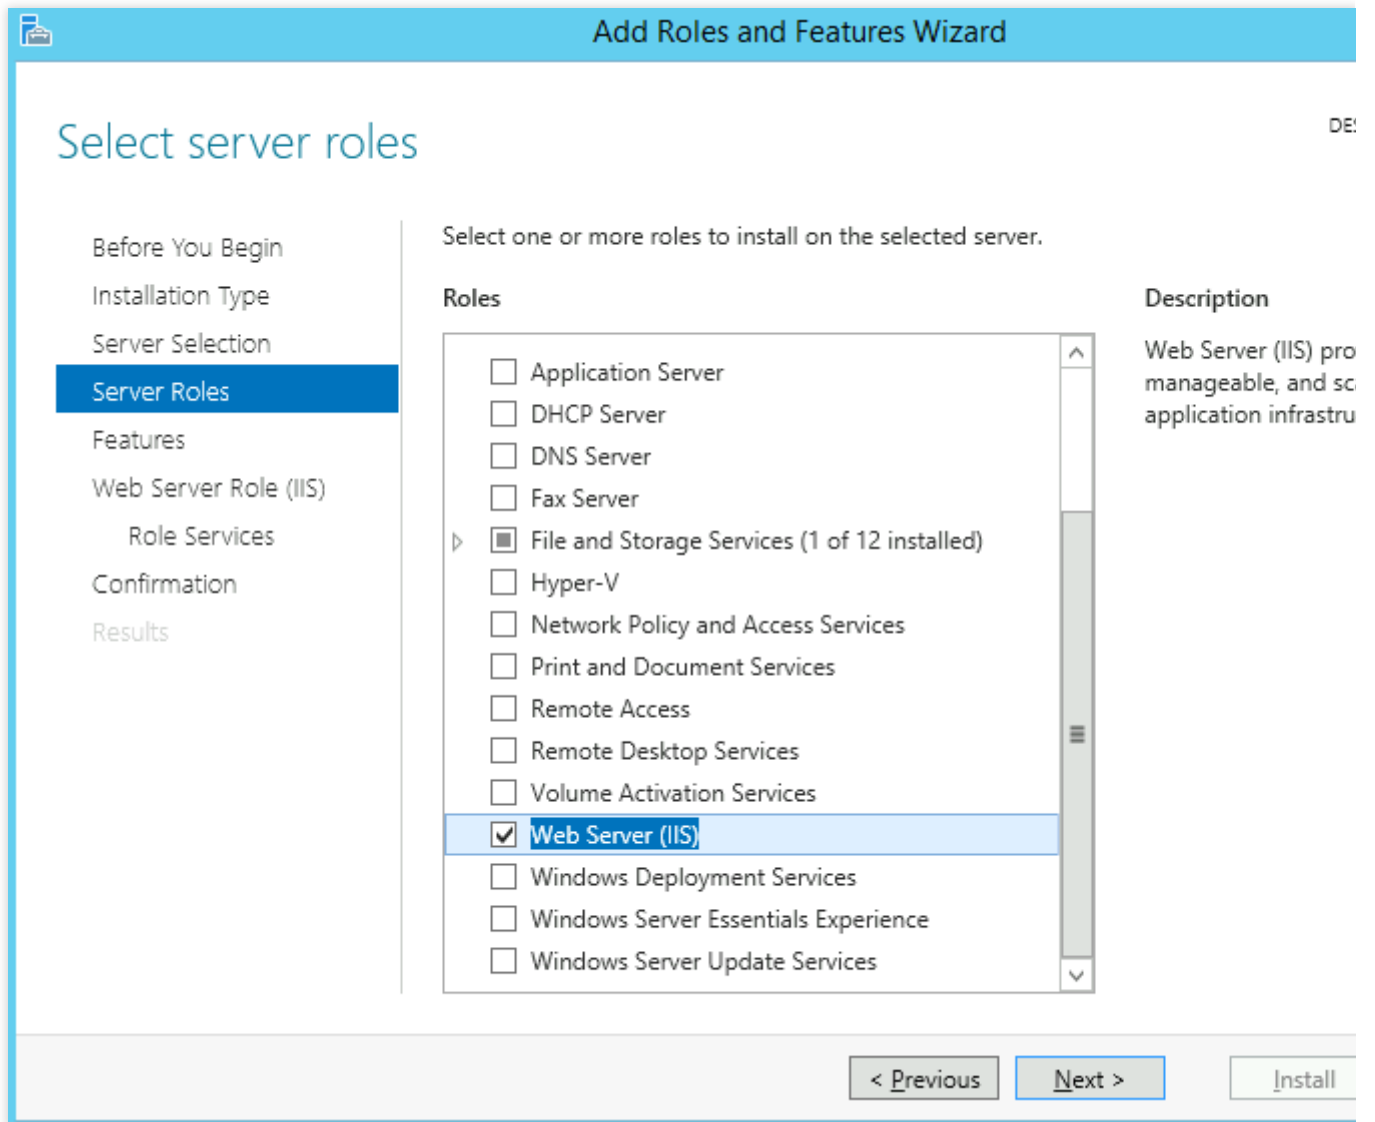 Add Roles and Features Wizard
Select server roles
Before You Begin
Installation Type
Server Selection
Server Roles
Features
Web Server Role (IIS)
Role Services
Confirmation
Results
Select one or more roles to install on the selected server.
Roles
Application Server
DHCP Server
DNS Server
Fax Server
File and Storage Services (1 of 12 installed)
Hyper-V
Network Policy and Access Services
Print and Document Services
Remote Access
Remote Desktop Services
Volume Activation Services
Web Server (IIS)
Windows Deployment Services
Windows Server Essentials Experience
Windows Server Update Services
Description
Web Server (IIS) pro
manageable, and sc
application infrastru
< Previous
Next >
Install